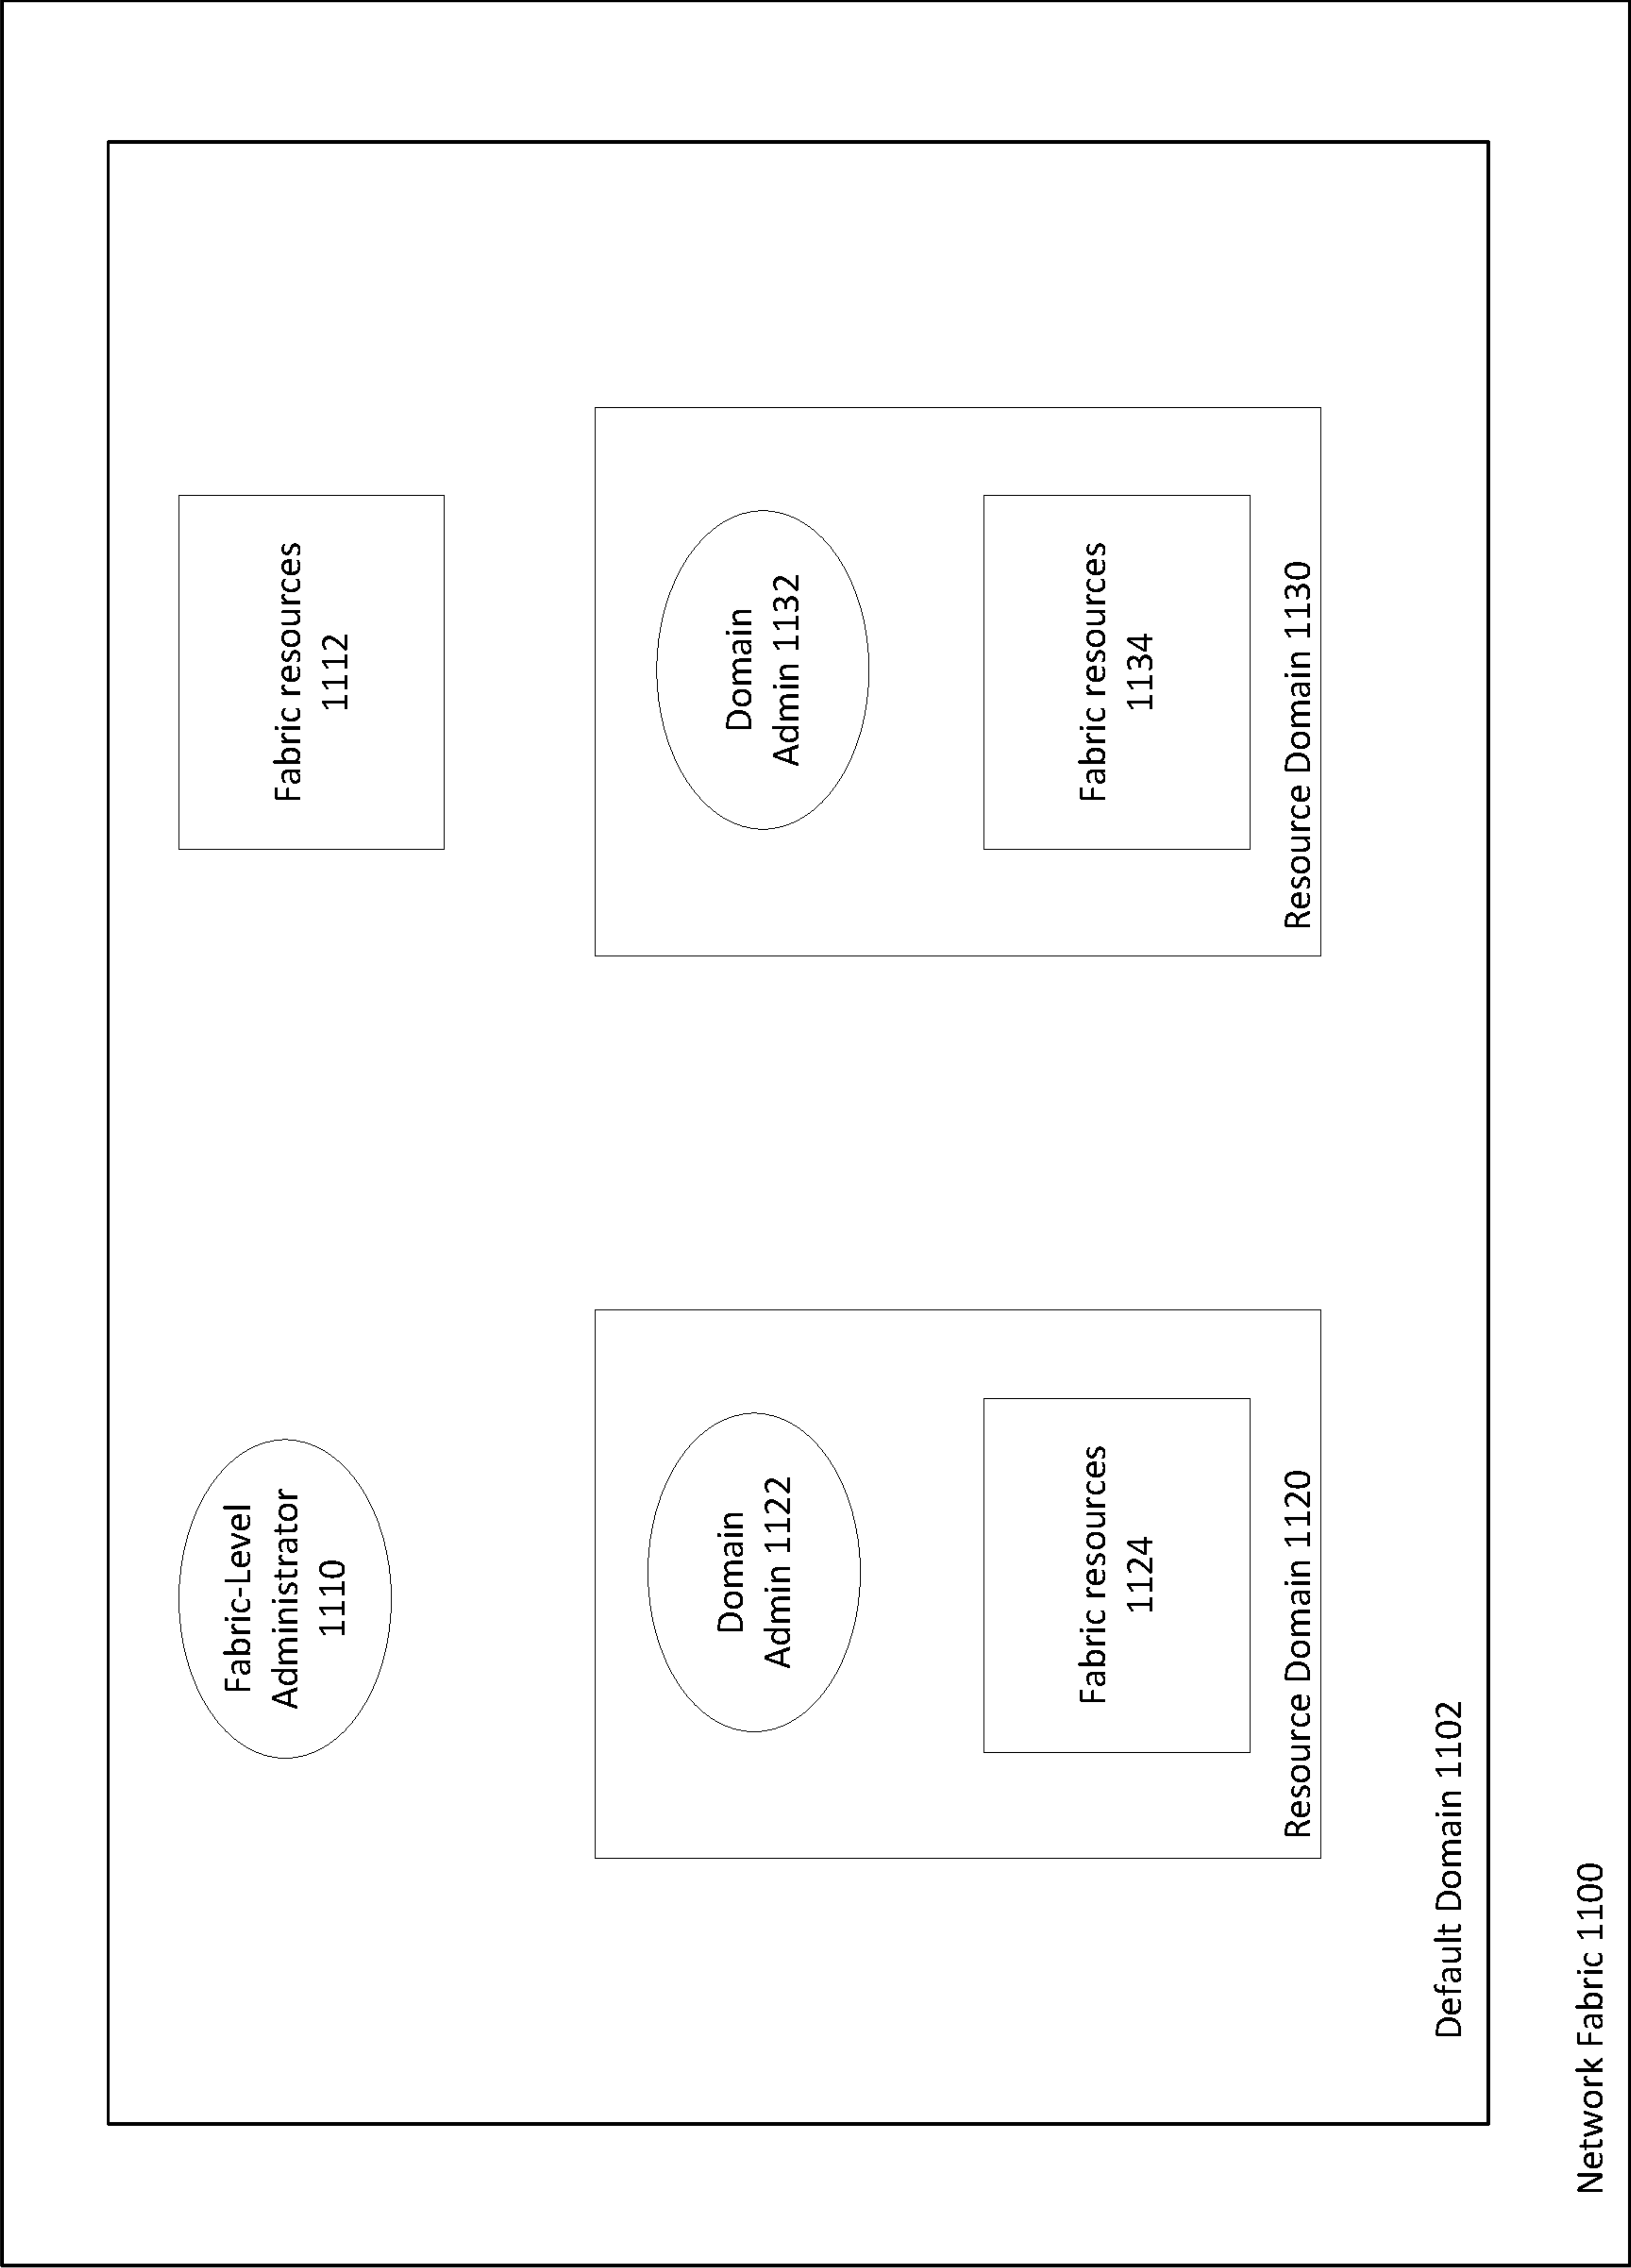 Fabric-Level
Administrator
1110
Fabric resources
1112
Domain
Admin 1122
Fabric resources
1124
Resource Domain 1120
Domain
Admin 1132
Fabric resources
1134
Resource Domain 1130
Default Domain 1102
Network Fabric 1100